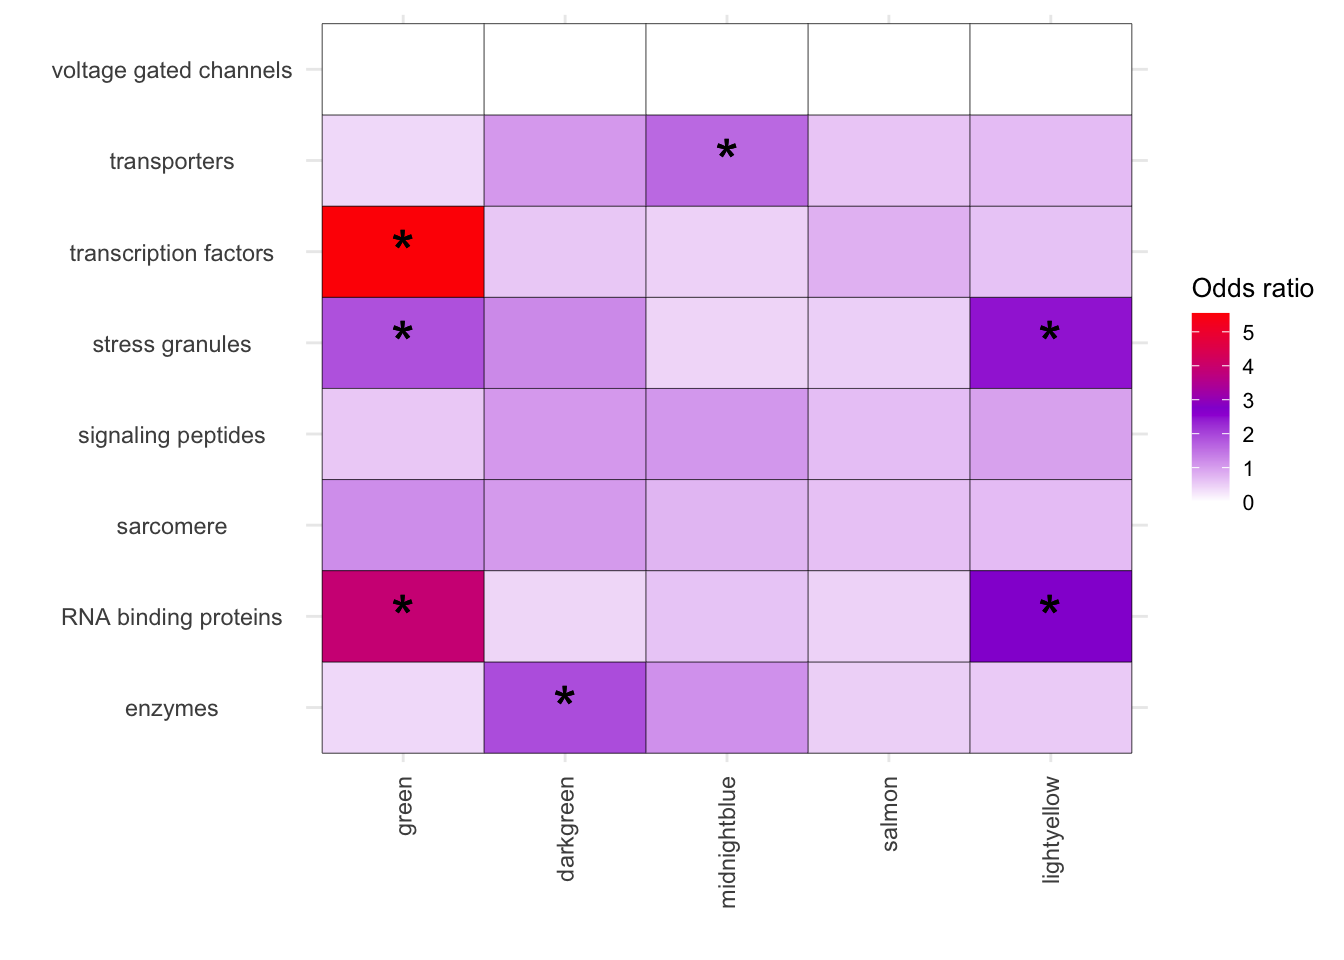 voltage gated channels
transporters
*
transcription factors
*
stress granules
*
*
signaling peptides
sarcomere
RNA binding proteins
*
*
enzymes
*
green
darkgreen
midnightblue
salmon
lightyellow
Odds ratio
5
4
3
2
1
0